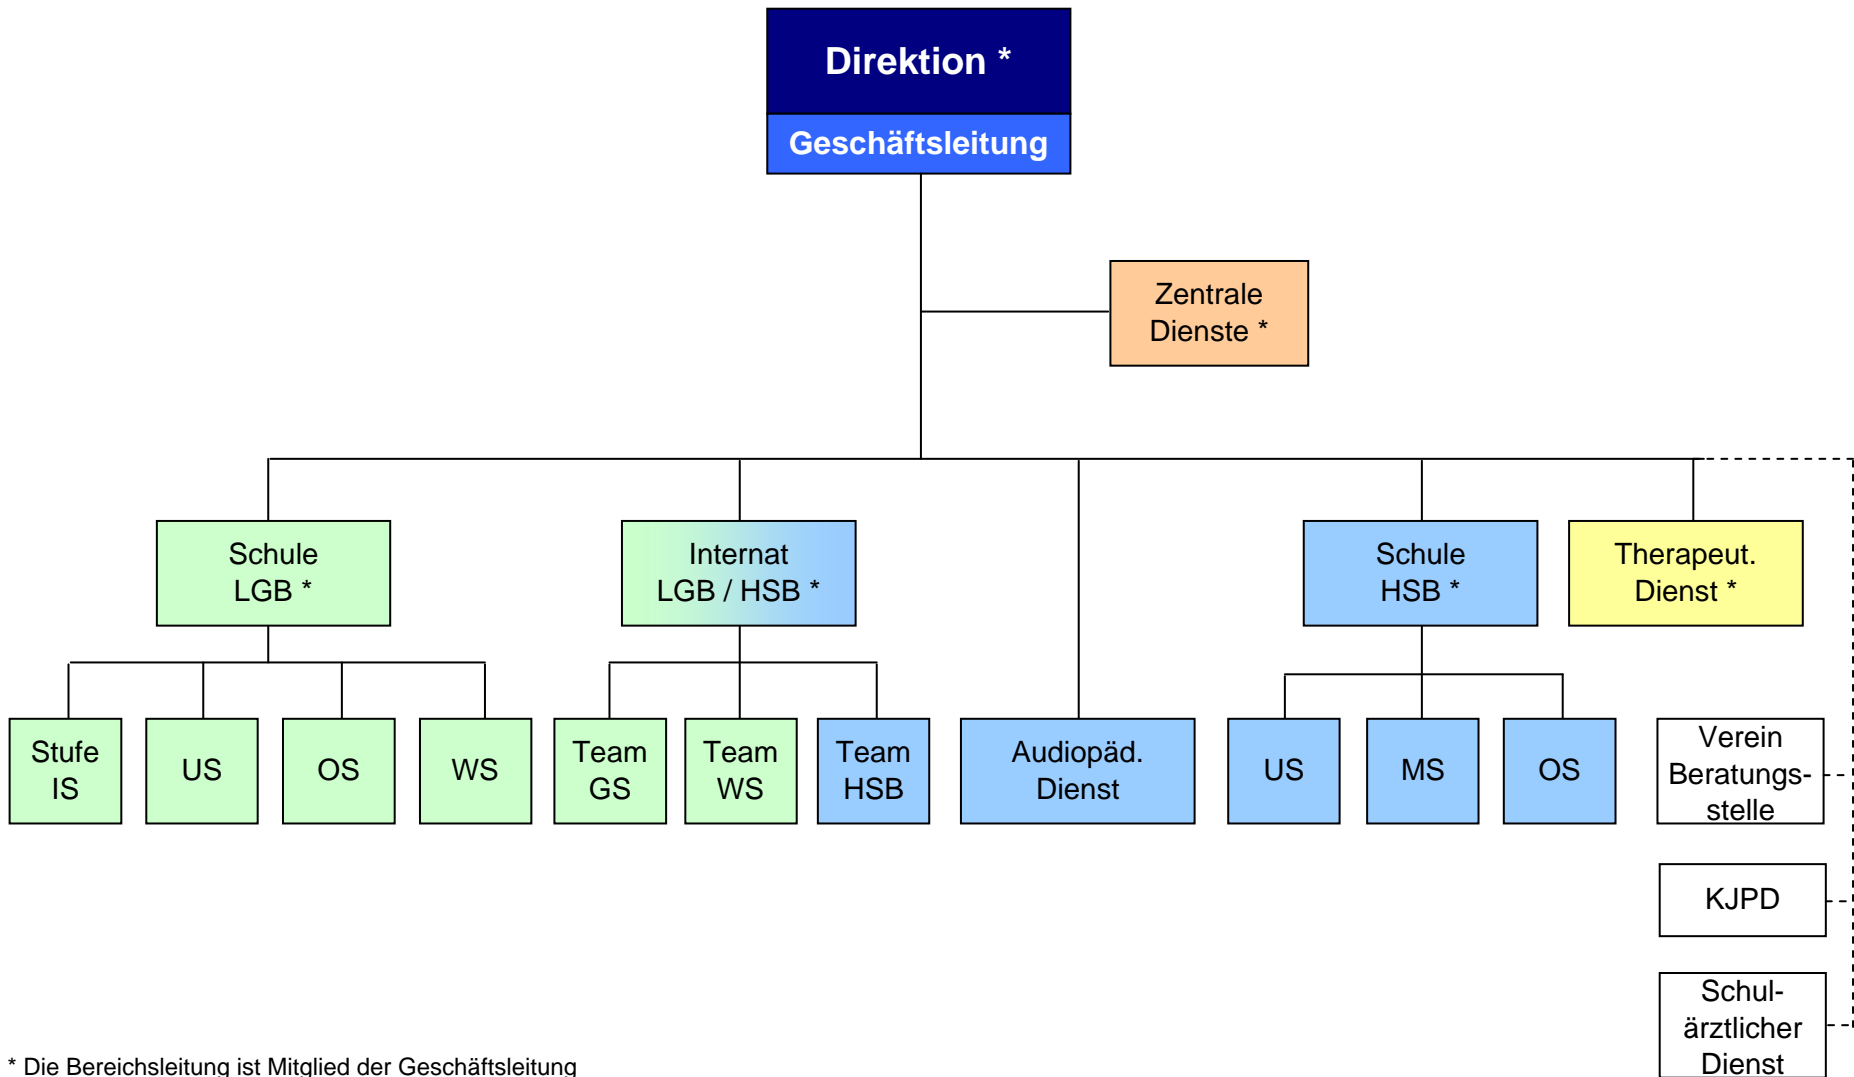 Direktion *
Geschäftsleitung
Zentrale
Dienste *
Schule
LGB *
Internat
LGB / HSB *
Schule
HSB *
Therapeut.
Dienst *
Stufe
IS
US
OS
WS
Team
GS
Team
WS
Team
HSB
Audiopäd.
Dienst
US
MS
OS
Verein
Beratungs-
stelle
KJPD
Schul-
ärztlicher
Dienst
* Die Bereichsleitung ist Mitglied der Geschäftsleitung